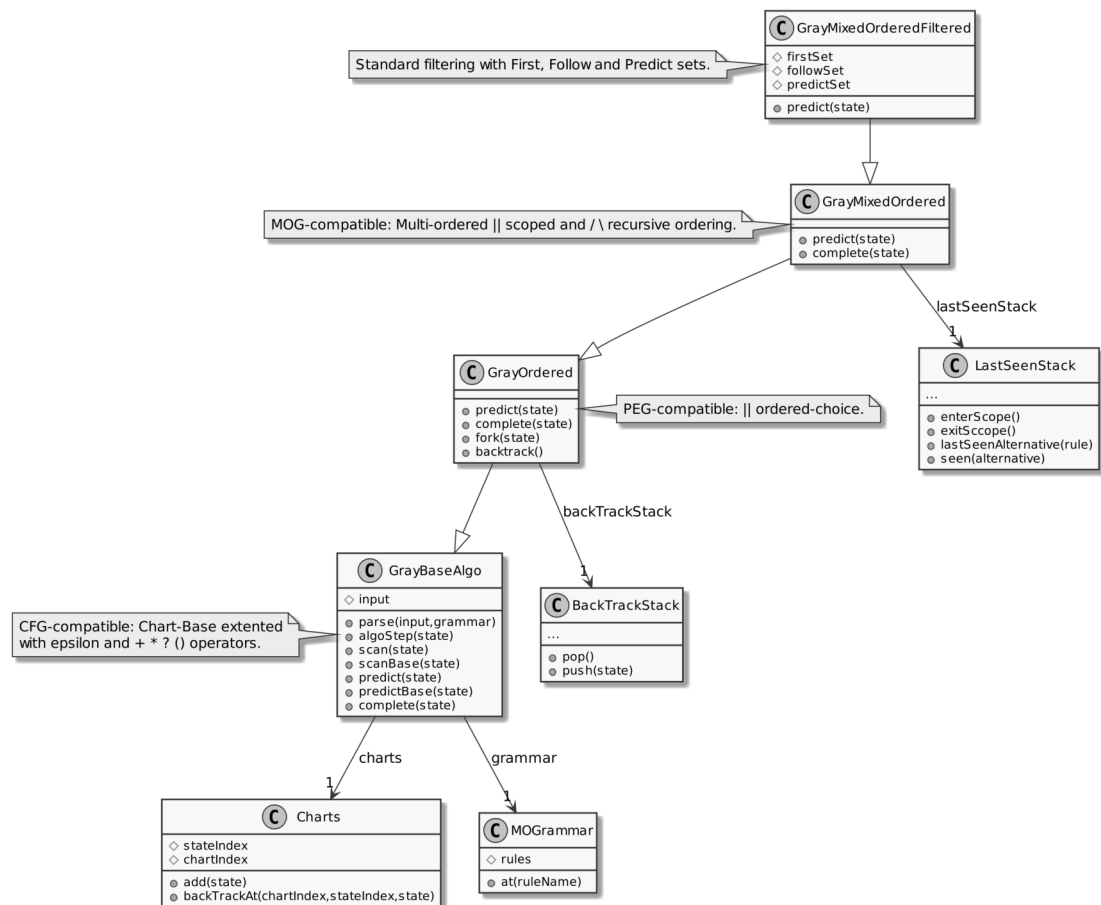 C GrayMixedOrderedFiltered
firstSet
followSet
predictSet
predict(state)
Standard filtering with First, Follow and Predict sets.
C GrayMixedOrdered
predict(state)
complete(state)
MOG-compatible: Multi-ordered || scoped and / \ recursive ordering.
lastSeenStack
1
C GrayOrdered
predict(state)
complete(state)
fork(state)
backtrack()
PEG-compatible: || ordered-choice.
C LastSeenStack
...
enterScope()
exitSccope()
lastSeenAlternative(rule)
seen(alternative)
backTrackStack
1
C GrayBaseAlgo
input
parse(input,grammar)
algoStep(state)
scan(state)
scanBase(state)
predict(state)
predictBase(state)
complete(state)
CFG-compatible: Chart-Base extented
with epsilon and + * ? () operators.
C BackTrackStack
...
pop()
push(state)
charts
1
grammar
1
C Charts
stateIndex
chartIndex
add(state)
backTrackAt(chartIndex,stateIndex,state)
C MOGrammar
rules
at(ruleName)